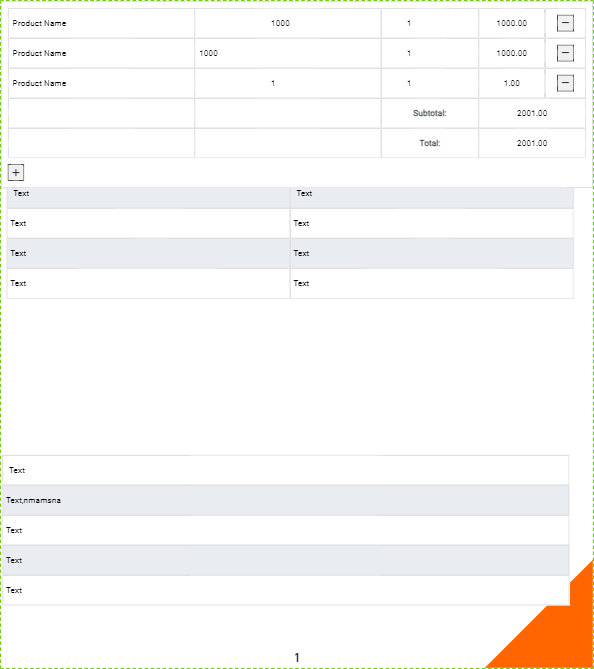 Product Name 1000 1 1000.00 −
Product Name 1000 1 1000.00 −
Product Name 1 1 1.00 −
Subtotal: 2001.00
Total: 2001.00
+
Text Text
Text Text
Text Text
Text Text
Text
Text,nmamsna
Text
Text
Text
1